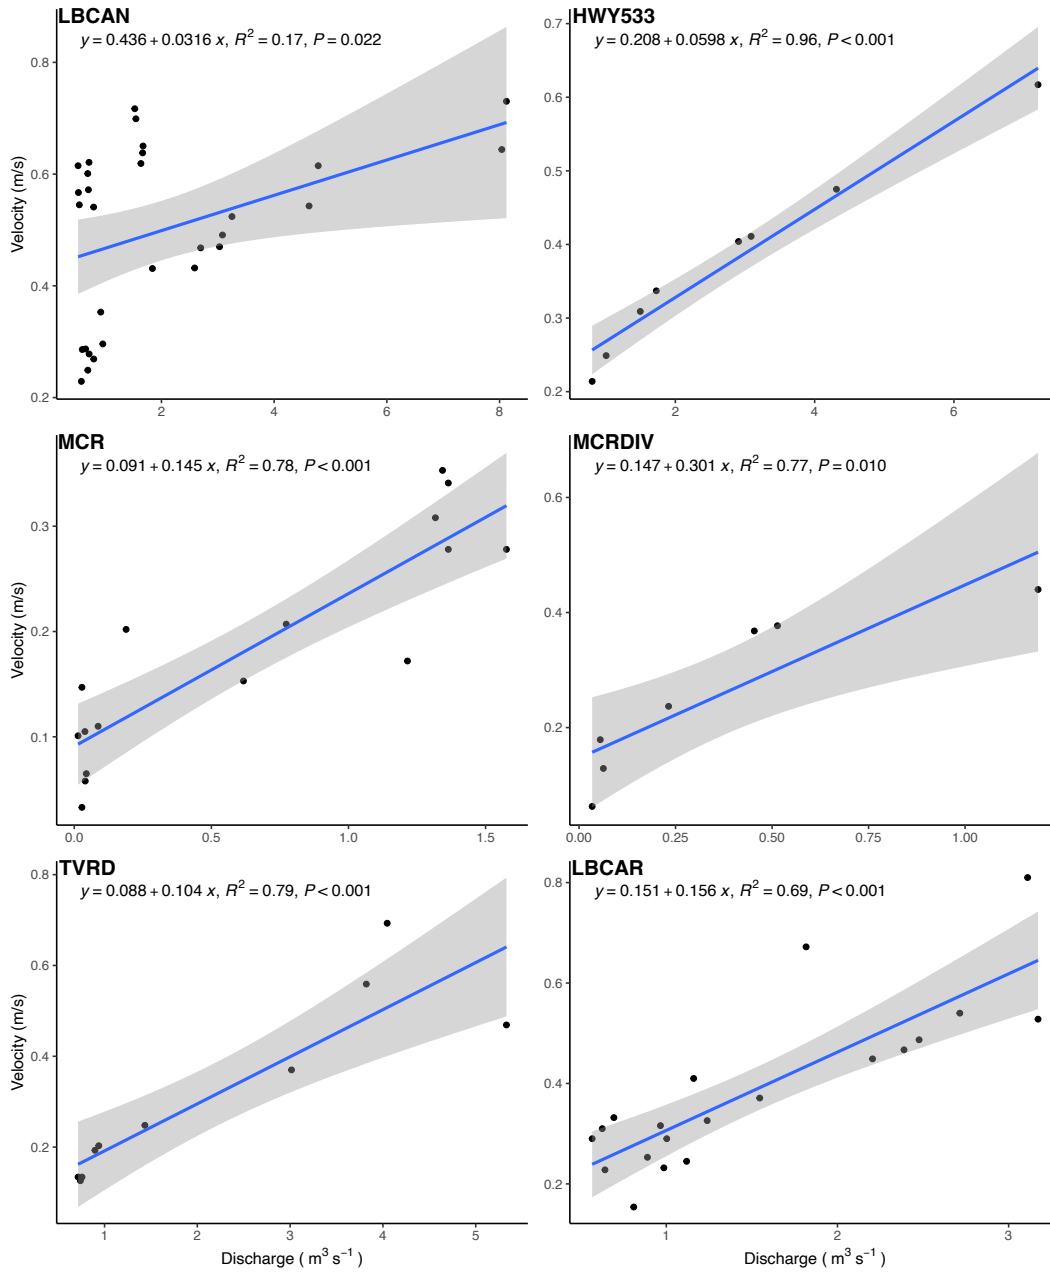 LBCAN
y = 0.436 + 0.0316 x, R² = 0.17, P = 0.022
Velocity (m/s)
0.8
0.6
0.4
0.2
2 4 6 8
HWY533
y = 0.208 + 0.0598 x, R² = 0.96, P < 0.001
0.7
0.6
0.5
0.4
0.3
0.2
2 4 6
MCR
y = 0.091 + 0.145 x, R² = 0.78, P < 0.001
Velocity (m/s)
0.3
0.2
0.1
0.0 0.5 1.0 1.5
MCRDIV
y = 0.147 + 0.301 x, R² = 0.77, P = 0.010
0.6
0.4
0.2
0.00 0.25 0.50 0.75 1.00
TVRD
y = 0.088 + 0.104 x, R² = 0.79, P < 0.001
Velocity (m/s)
0.8
0.6
0.4
0.2
1 2 3 4 5
Discharge ( m³ s⁻¹)
LBCAR
y = 0.151 + 0.156 x, R² = 0.69, P < 0.001
0.8
0.6
0.4
0.2
1 2 3
Discharge ( m³ s⁻¹)